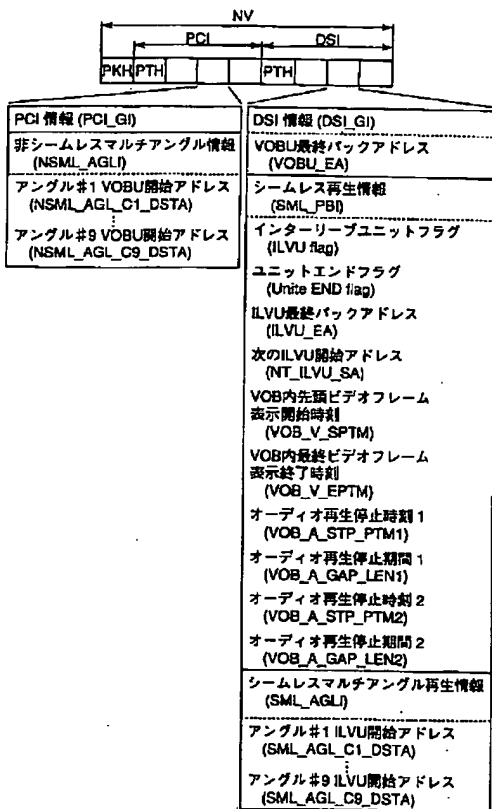 NV
PCI
DSI
PKH
PTH
PTH
PCI 情報 (PCI_GI)
非シームレスマルチアングル情報
(NSML_AGLI)
アングル#1 VOBU開始アドレス
(NSML_AGL_C1_DSTA)
アングル#9 VOBU開始アドレス
(NSML_AGL_C9_DSTA)
DSI 情報 (DSI_GI)
VOBU最終パックアドレス
(VOBU_EA)
シームレス再生情報
(SML_PBI)
インターリーブユニットフラグ
(ILVU flag)
ユニットエンドフラグ
(Unite END flag)
ILVU最終パックアドレス
(ILVU_EA)
次のILVU開始アドレス
(NT_ILVU_SA)
VOB内先頭ビデオフレーム
表示開始時刻
(VOB_V_SPTM)
VOB内最終ビデオフレーム
表示終了時刻
(VOB_V_EPTM)
オーディオ再生停止時刻1
(VOB_A_STP_PTM1)
オーディオ再生停止期間1
(VOB_A_GAP_LEN1)
オーディオ再生停止時刻2
(VOB_A_STP_PTM2)
オーディオ再生停止期間2
(VOB_A_GAP_LEN2)
シームレスマルチアングル再生情報
(SML_AGLI)
アングル#1 ILVU開始アドレス
(SML_AGL_C1_DSTA)
アングル#9 ILVU開始アドレス
(SML_AGL_C9_DSTA)